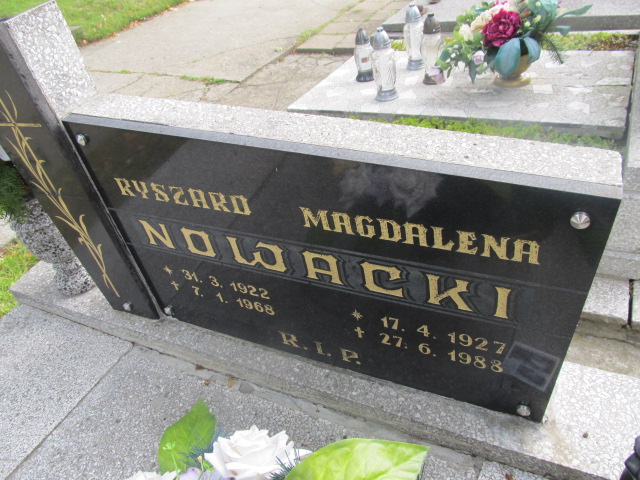 RYSZARD MAGDALENA
NOWACKI
* 31. 3. 1922
† 7. 1. 1968
* 17. 4. 1927
† 27. 6. 1988
R.I.P.